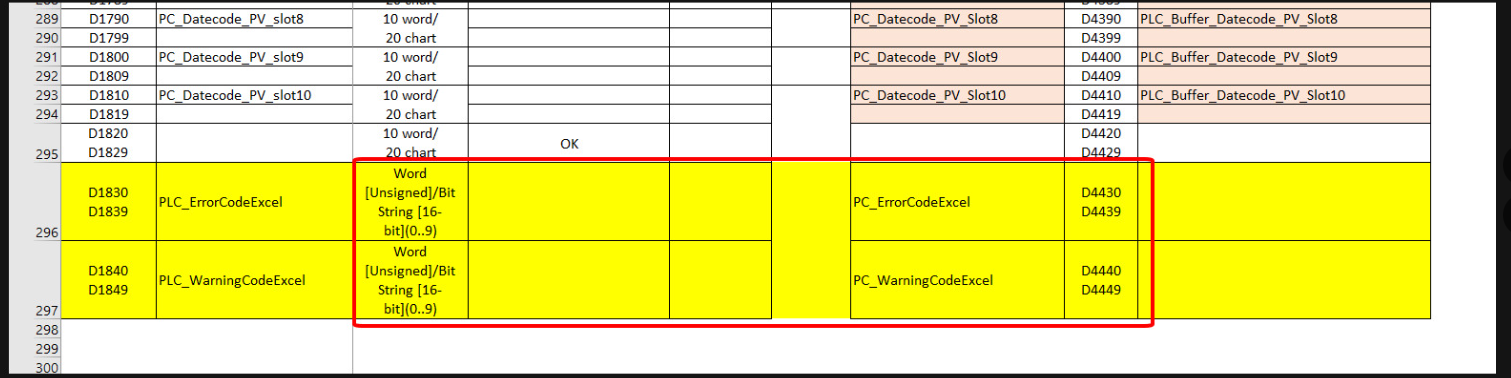 289 D1790 PC_Datecode_PV_slot8 10 word/ PC_Datecode_PV_Slot8 D4390 PLC_Buffer_Datecode_PV_Slot8
290 D1799 20 chart D4399
291 D1800 PC_Datecode_PV_slot9 10 word/ PC_Datecode_PV_Slot9 D4400 PLC_Buffer_Datecode_PV_Slot9
292 D1809 20 chart D4409
293 D1810 PC_Datecode_PV_slot10 10 word/ PC_Datecode_PV_Slot10 D4410 PLC_Buffer_Datecode_PV_Slot10
294 D1819 20 chart D4419
D1820 10 word/ D4420
OK
295 D1829 20 chart D4429
Word
D1830 [Unsigned]/Bit D4430
PLC_ErrorCodeExcel PC_ErrorCodeExcel
D1839 String [16- D4439
296 bit](0..9)
Word
D1840 [Unsigned]/Bit D4440
PLC_WarningCodeExcel PC_WarningCodeExcel
D1849 String [16- D4449
297 bit](0..9)
298
299
300